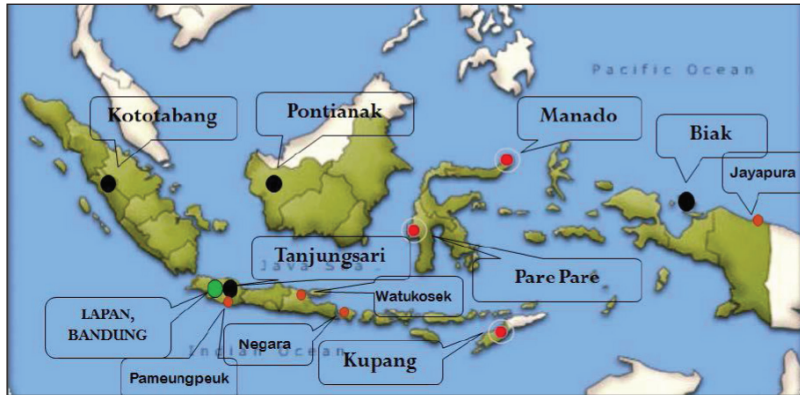 Pacific Ocean
Kototabang
Pontianak
Manado
Biak
Jayapura
Tanjungsari
Java Sea
Pare Pare
LAPAN,
BANDUNG
Watukosek
Negara
Indian Ocean
Pameungpeuk
Kupang